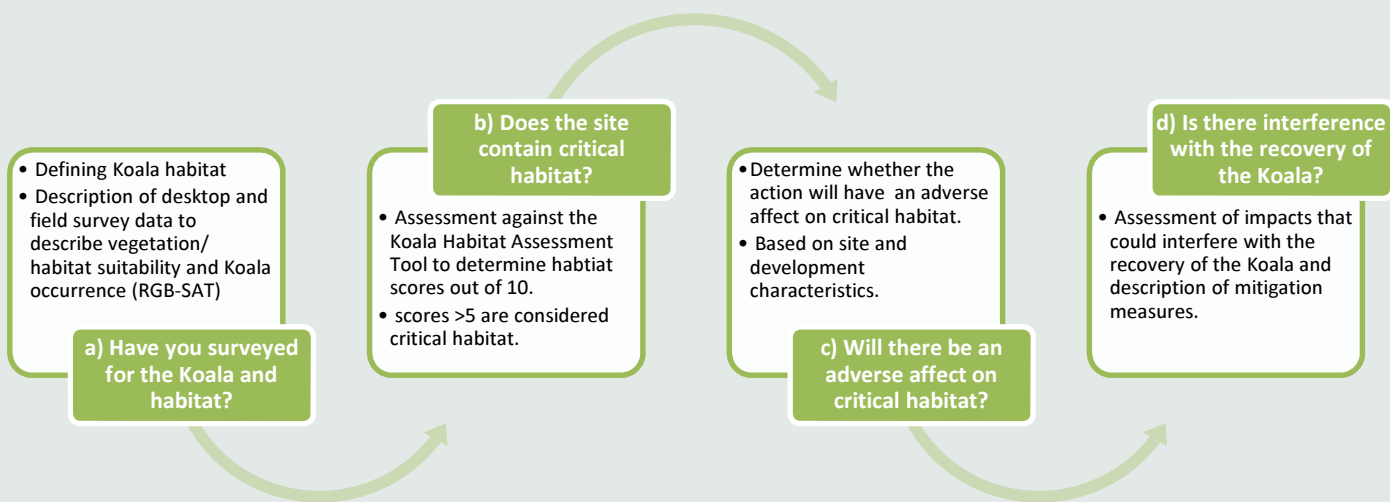 • Defining Koala habitat
• Description of desktop and
field survey data to
describe vegetation/
habitat suitability and Koala
occurrence (RGB-SAT)
a) Have you surveyed
for the Koala and
habitat?
b) Does the site
contain critical
habitat?
• Assessment against the
Koala Habitat Assessment
Tool to determine habtiat
scores out of 10.
• scores >5 are considered
critical habitat.
•Determine whether the
action will have an adverse
affect on critical habitat.
• Based on site and
development
characteristics.
c) Will there be an
adverse affect on
critical habitat?
d) Is there interference
with the recovery of
the Koala?
• Assessment of impacts that
could interfere with the
recovery of the Koala and
description of mitigation
measures.